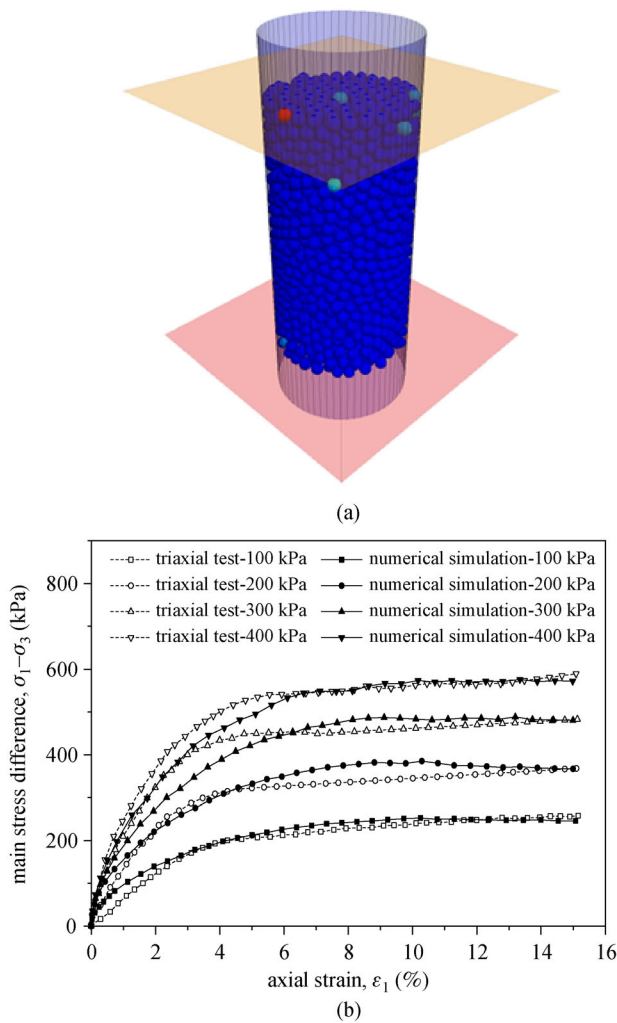 (a)
triaxial test-100 kPa
numerical simulation-100 kPa
triaxial test-200 kPa
numerical simulation-200 kPa
triaxial test-300 kPa
numerical simulation-300 kPa
triaxial test-400 kPa
numerical simulation-400 kPa
800
600
400
200
0
main stress difference, σ₁–σ₃ (kPa)
0 2 4 6 8 10 12 14 16
axial strain, ε₁ (%)
(b)